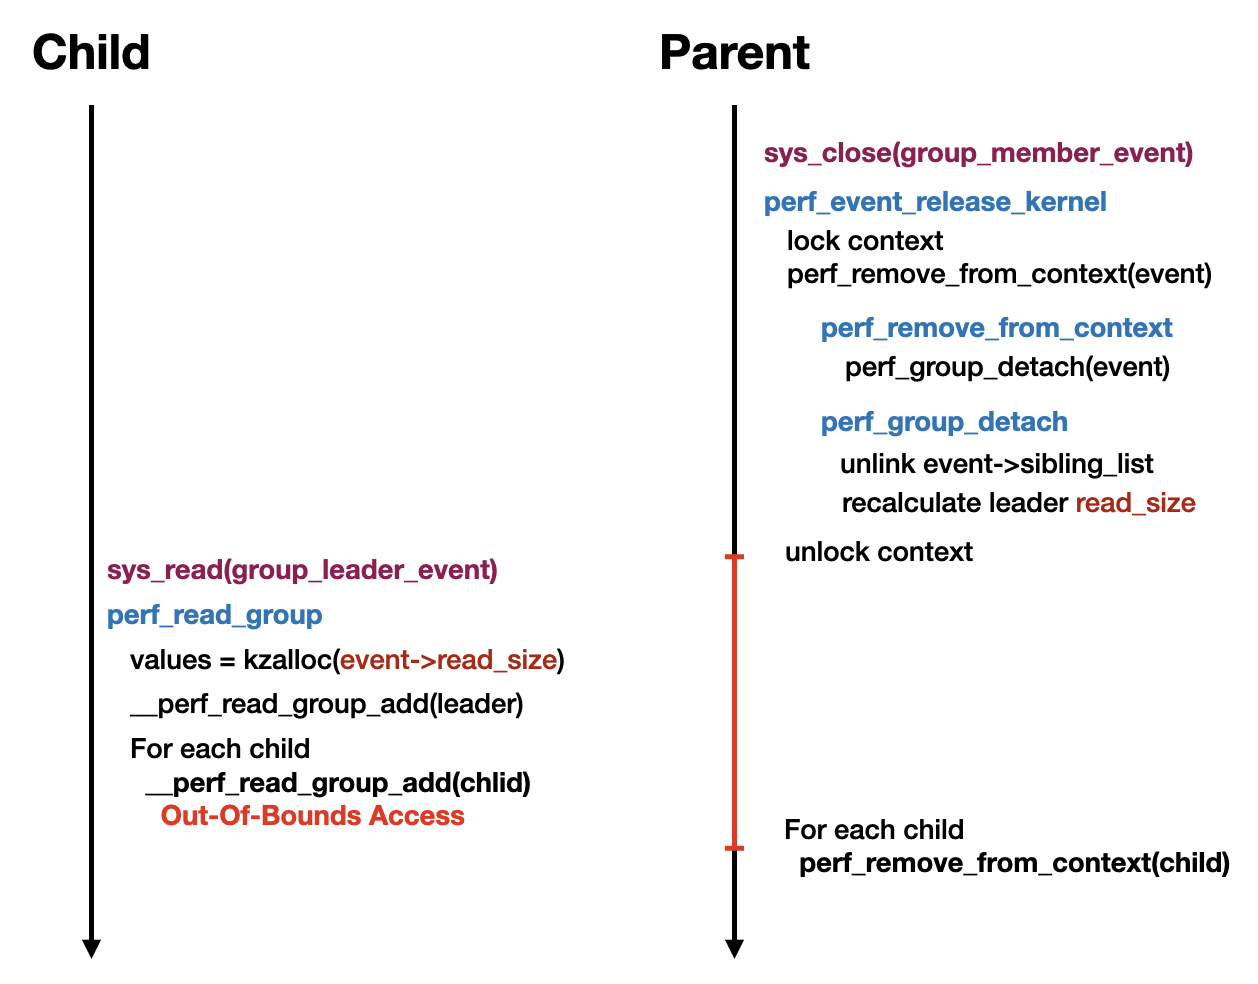 Child
sys_read(group_leader_event)
perf_read_group
values = kzalloc(event->read_size)
__perf_read_group_add(leader)
For each child
__perf_read_group_add(chlid)
Out-Of-Bounds Access
Parent
sys_close(group_member_event)
perf_event_release_kernel
lock context
perf_remove_from_context(event)
perf_remove_from_context
perf_group_detach(event)
perf_group_detach
unlink event->sibling_list
recalculate leader read_size
unlock context
For each child
perf_remove_from_context(child)